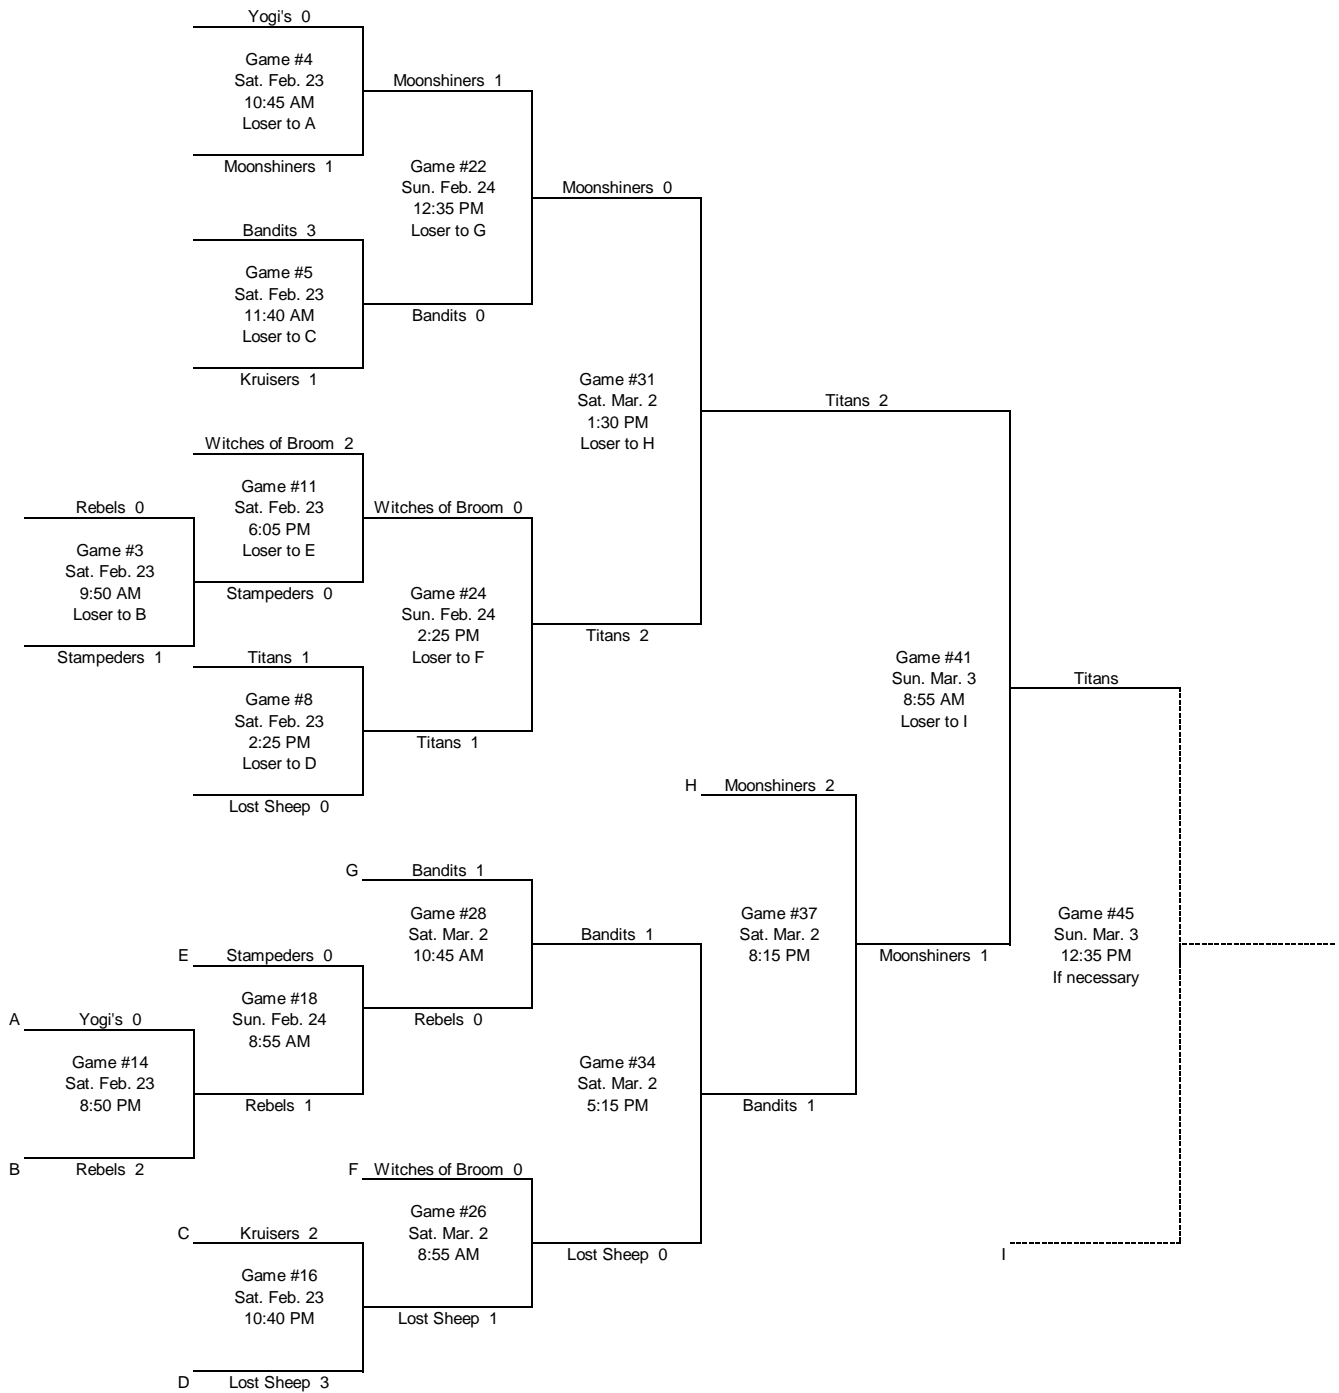 Yogi's 0
Game #4
Sat. Feb. 23
10:45 AM
Loser to A
Moonshiners 1
Moonshiners 1
Game #22
Sun. Feb. 24
12:35 PM
Loser to G
Moonshiners 0
Bandits 3
Game #5
Sat. Feb. 23
11:40 AM
Loser to C
Kruisers 1
Bandits 0
Game #31
Sat. Mar. 2
1:30 PM
Loser to H
Titans 2
Witches of Broom 2
Game #11
Sat. Feb. 23
6:05 PM
Loser to E
Stampeders 0
Rebels 0
Game #3
Sat. Feb. 23
9:50 AM
Loser to B
Stampeders 1
Witches of Broom 0
Game #24
Sun. Feb. 24
2:25 PM
Loser to F
Titans 2
Titans 1
Game #8
Sat. Feb. 23
2:25 PM
Loser to D
Lost Sheep 0
Titans 1
Game #41
Sun. Mar. 3
8:55 AM
Loser to I
Titans
H Moonshiners 2
Game #37
Sat. Mar. 2
8:15 PM
Moonshiners 1
Game #45
Sun. Mar. 3
12:35 PM
If necessary
G Bandits 1
Game #28
Sat. Mar. 2
10:45 AM
Rebels 0
Bandits 1
E Stampeders 0
Game #18
Sun. Feb. 24
8:55 AM
Rebels 1
A Yogi's 0
Game #14
Sat. Feb. 23
8:50 PM
B Rebels 2
Game #34
Sat. Mar. 2
5:15 PM
Bandits 1
F Witches of Broom 0
Game #26
Sat. Mar. 2
8:55 AM
Lost Sheep 1
Lost Sheep 0
C Kruisers 2
Game #16
Sat. Feb. 23
10:40 PM
D Lost Sheep 3
I